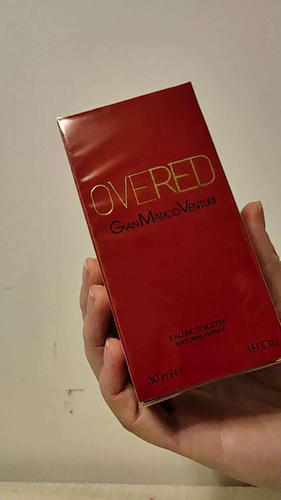 OVERED
GIAN MARCO VENTURI
EAU DE TOILETTE
NATURAL SPRAY
30 ml ℮
1 FL.OZ.